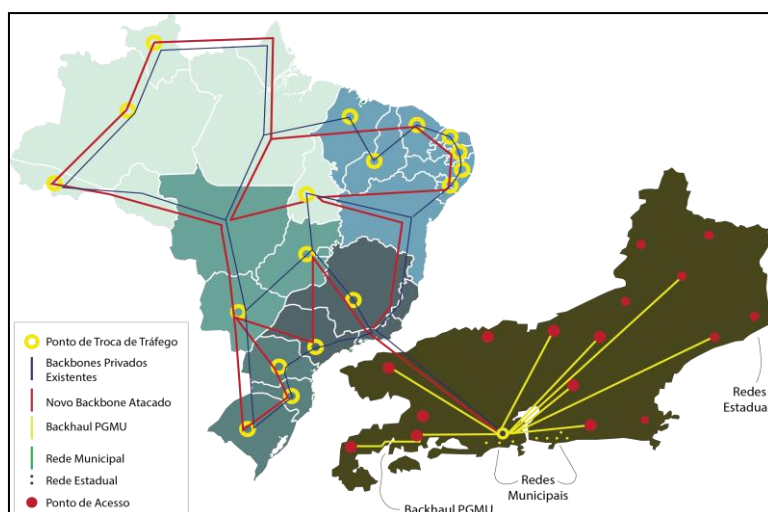 Ponto de Troca de Tráfego
Backbones Privados
Existentes
Novo Backbone Atacado
Backhaul PGMU
Rede Municipal
Rede Estadual
Ponto de Acesso
Redes
Estadua
Redes
Municipais
Backhaul PGMU